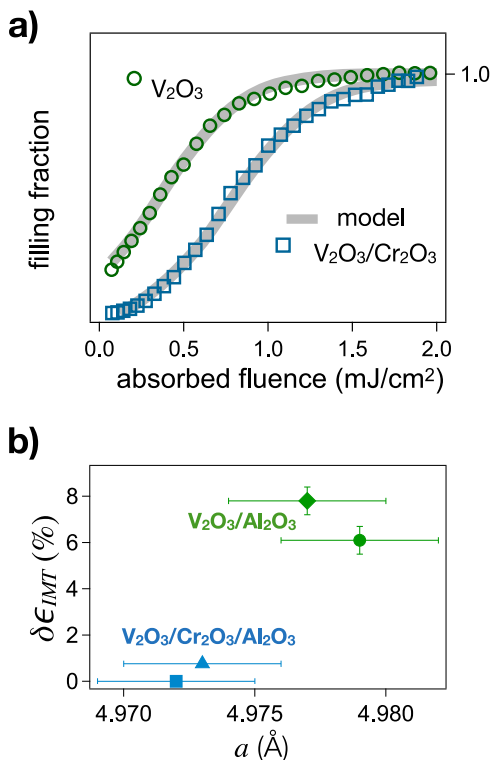 a)
V₂O₃
1.0
filling fraction
model
V₂O₃/Cr₂O₃
0.0 0.5 1.0 1.5 2.0
absorbed fluence (mJ/cm²)
b)
8
6
4
2
0
δϵ_IMT (%)
V₂O₃/Al₂O₃
V₂O₃/Cr₂O₃/Al₂O₃
4.970 4.975 4.980
a (Å)